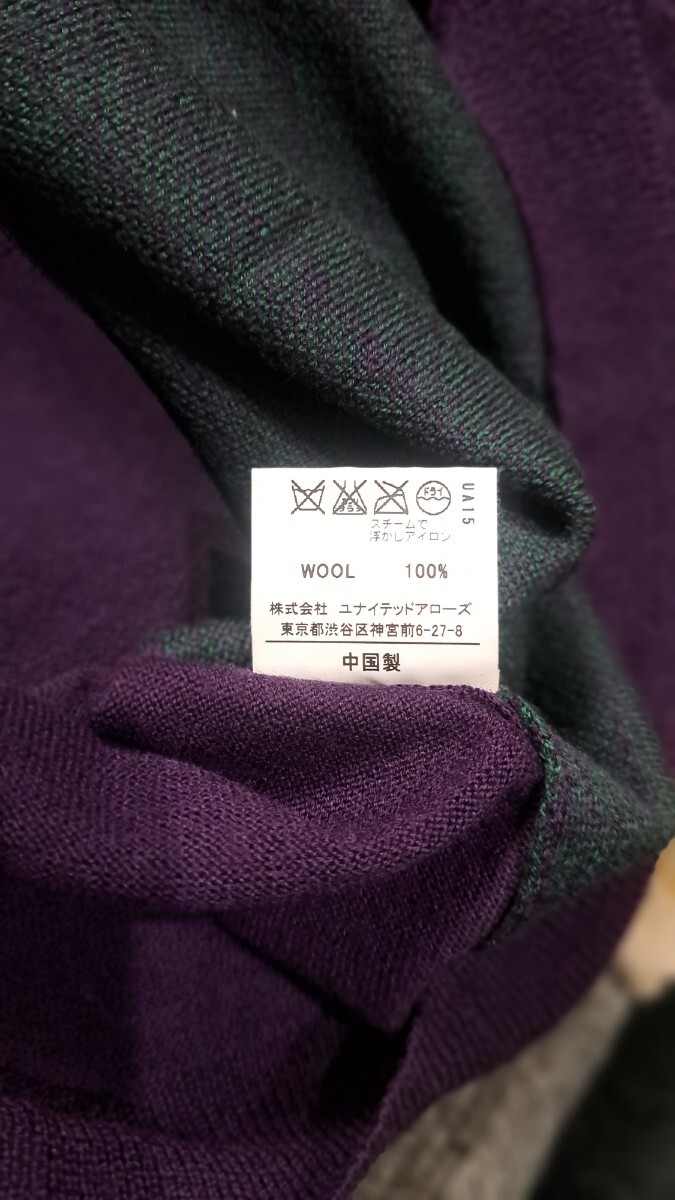 ドライ
UA15
スチームで
浮かしアイロン
WOOL 100%
株式会社 ユナイテッドアローズ
東京都渋谷区神宮前6-27-8
中国製